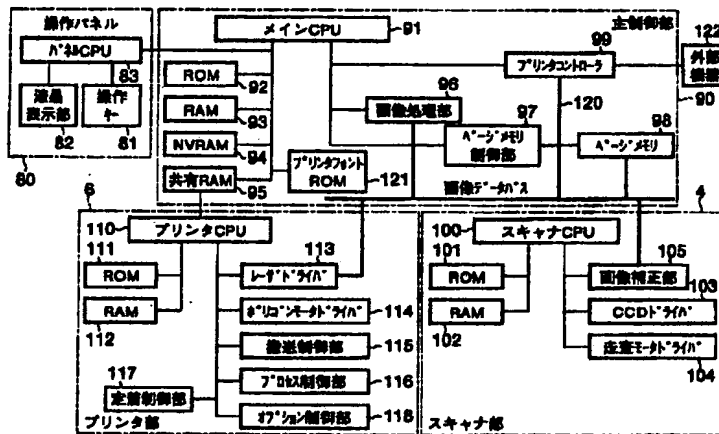 操作パネル
パネルCPU
83
液晶
表示部
82
操作
キー
81
80
メインCPU
91
主制御部
ROM
92
RAM
93
NVRAM
94
共有RAM
95
プリンタフォント
ROM
121
画像処理部
96
ページメモリ
制御部
97
ページメモリ
98
プリンタコントローラ
99
120
122
外部
機器
90
画像データバス
6
110
プリンタCPU
111
ROM
RAM
112
113
レーザドライバ
ポリゴンモータドライバ
114
搬送制御部
115
プロセス制御部
116
117
定着制御部
オプション制御部
118
プリンタ部
4
100
スキャナCPU
101
ROM
RAM
102
105
画像補正部
103
CCDドライバ
走査モータドライバ
104
スキャナ部